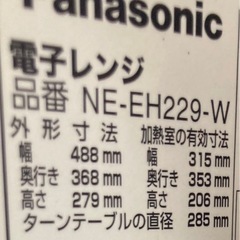 Panasonic
電子レンジ
品番 NE-EH229-W
外形寸法 加熱室の有効寸法
幅 488 mm 幅 315 mm
奥行き 368 mm 奥行き 353 mm
高さ 279 mm 高さ 206 mm
ターンテーブルの直径 285 mm